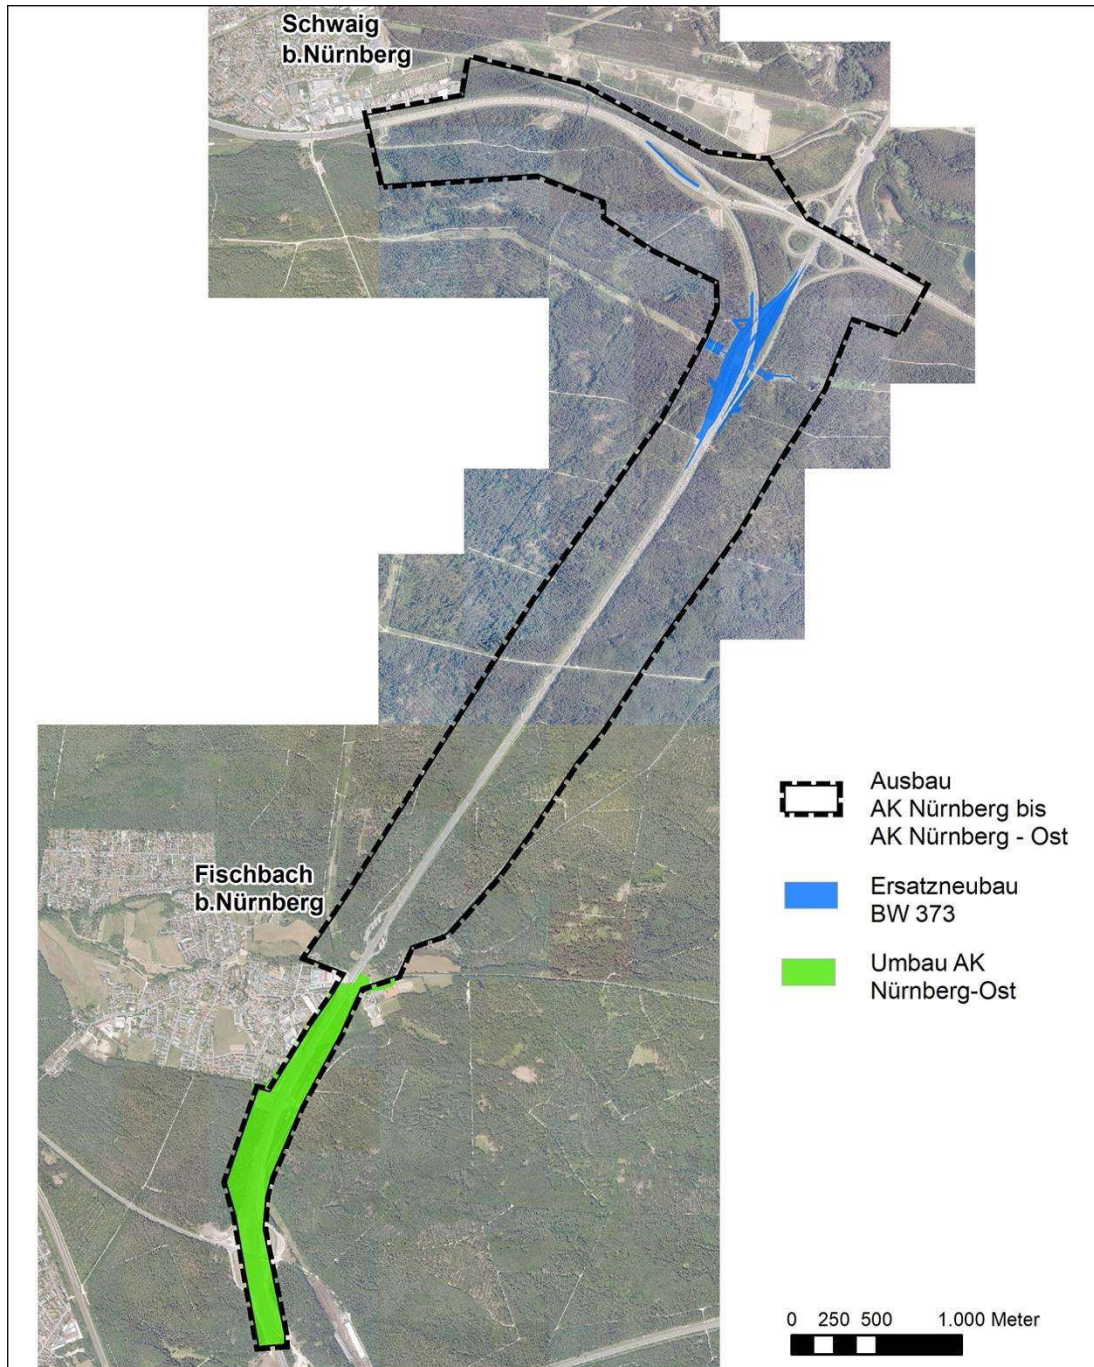 Schwaig
b.Nürnberg
Fischbach
b.Nürnberg
Ausbau
AK Nürnberg bis
AK Nürnberg - Ost
Ersatzneubau
BW 373
Umbau AK
Nürnberg-Ost
0 250 500 1.000 Meter